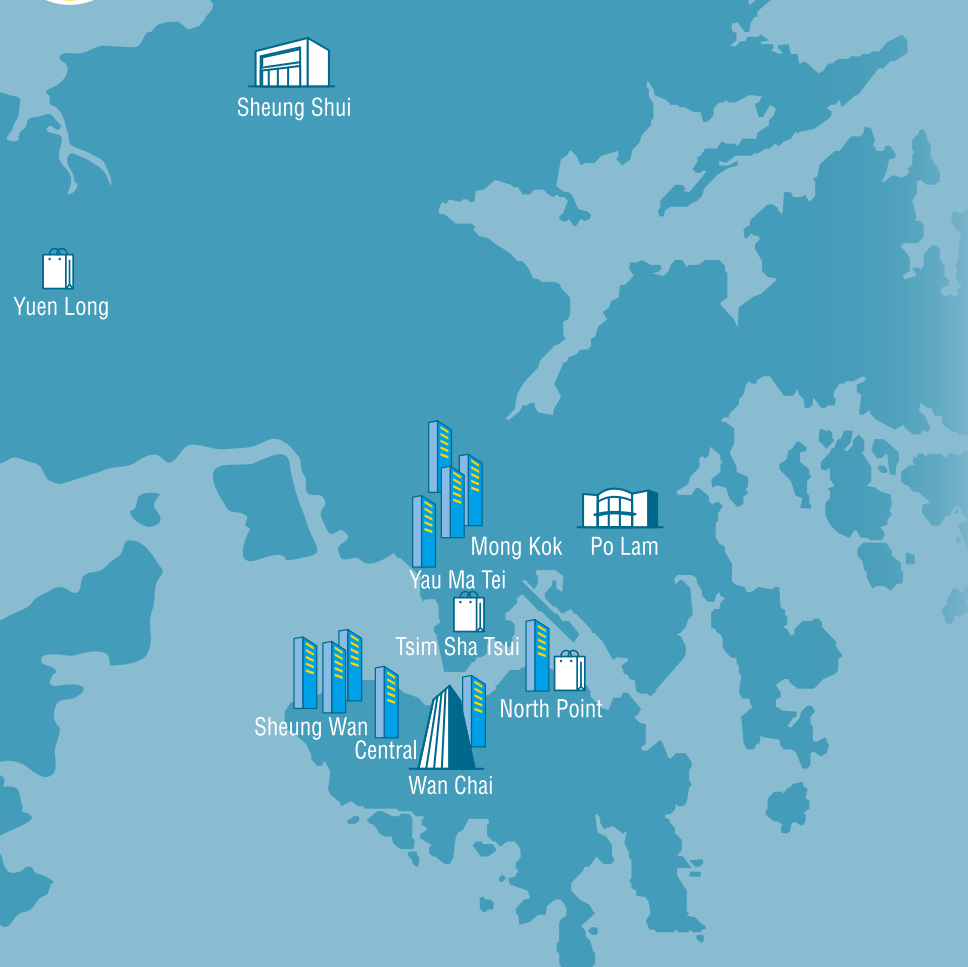 Sheung Shui
Yuen Long
Mong Kok
Po Lam
Yau Ma Tei
Tsim Sha Tsui
North Point
Sheung Wan
Central
Wan Chai